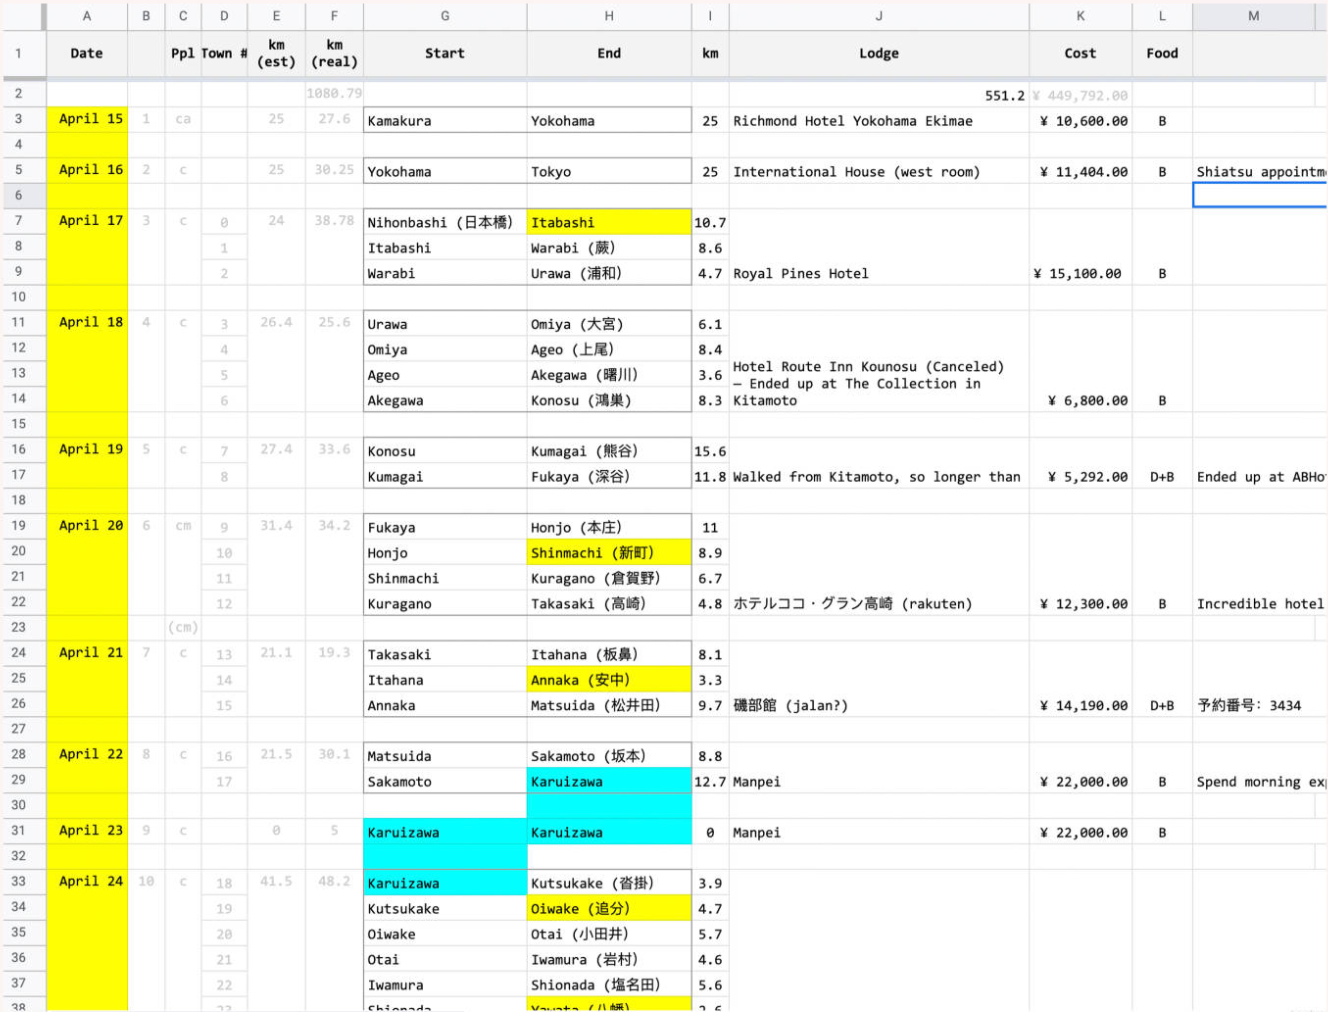 A B C D E F G H I J K L M
1 Date Ppl Town # km (est) km (real) Start End km Lodge Cost Food
2 1080.79 551.2 ¥ 449,792.00
3 April 15 1 ca 25 27.6 Kamakura Yokohama 25 Richmond Hotel Yokohama Ekimae ¥ 10,600.00 B
4
5 April 16 2 c 25 30.25 Yokohama Tokyo 25 International House (west room) ¥ 11,404.00 B Shiatsu appointm
6
7 April 17 3 c 0 24 38.78 Nihonbashi (日本橋) Itabashi 10.7
8 1 Itabashi Warabi (蕨) 8.6
9 2 Warabi Urawa (浦和) 4.7 Royal Pines Hotel ¥ 15,100.00 B
10
11 April 18 4 c 3 26.4 25.6 Urawa Omiya (大宮) 6.1
12 4 Omiya Ageo (上尾) 8.4
13 5 Ageo Akegawa (曙川) 3.6 Hotel Route Inn Kounosu (Canceled)
– Ended up at The Collection in
14 6 Akegawa Konosu (鴻巣) 8.3 Kitamoto ¥ 6,800.00 B
15
16 April 19 5 c 7 27.4 33.6 Konosu Kumagai (熊谷) 15.6
17 8 Kumagai Fukaya (深谷) 11.8 Walked from Kitamoto, so longer than ¥ 5,292.00 D+B Ended up at ABHo
18
19 April 20 6 cm 9 31.4 34.2 Fukaya Honjo (本庄) 11
20 10 Honjo Shinmachi (新町) 8.9
21 11 Shinmachi Kuragano (倉賀野) 6.7
22 12 Kuragano Takasaki (高崎) 4.8 ホテルココ・グラン高崎 (rakuten) ¥ 12,300.00 B Incredible hotel
23 (cm)
24 April 21 7 c 13 21.1 19.3 Takasaki Itahana (板鼻) 8.1
25 14 Itahana Annaka (安中) 3.3
26 15 Annaka Matsuida (松井田) 9.7 磯部館 (jalan?) ¥ 14,190.00 D+B 予約番号: 3434
27
28 April 22 8 c 16 21.5 30.1 Matsuida Sakamoto (坂本) 8.8
29 17 Sakamoto Karuizawa 12.7 Manpei ¥ 22,000.00 B Spend morning ex
30
31 April 23 9 c 0 5 Karuizawa Karuizawa 0 Manpei ¥ 22,000.00 B
32
33 April 24 10 c 18 41.5 48.2 Karuizawa Kutsukake (沓掛) 3.9
34 19 Kutsukake Oiwake (追分) 4.7
35 20 Oiwake Otai (小田井) 5.7
36 21 Otai Iwamura (岩村) 4.6
37 22 Iwamura Shionada (塩名田) 5.6
38 23 Shionada Yawata (八幡) 2.6